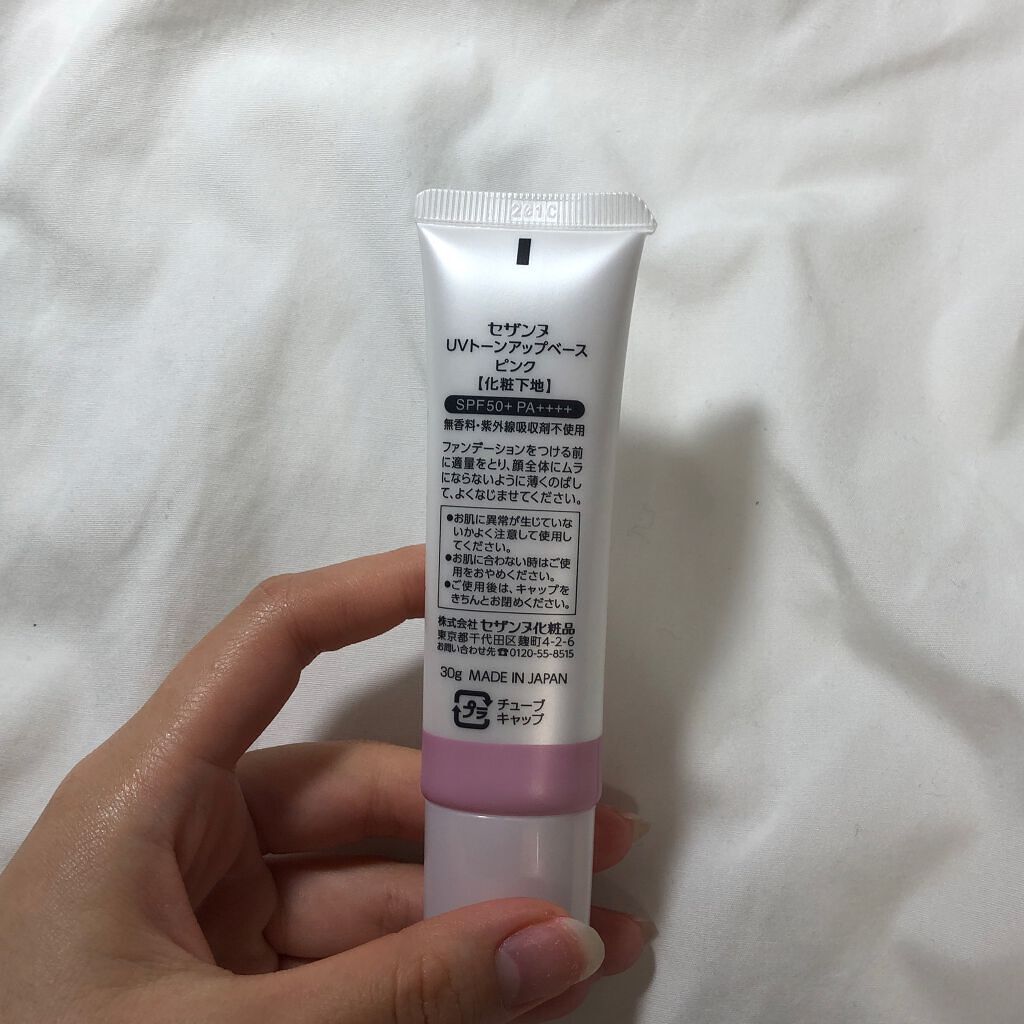 201C
セザンヌ
UVトーンアップベース
ピンク
【化粧下地】
SPF50+ PA++++
無香料・紫外線吸収剤不使用
ファンデーションをつける前
に適量をとり、顔全体にムラ
にならないように薄くのばし
て、よくなじませてください。
●お肌に異常が生じていな
いかよく注意して使用し
てください。
●お肌に合わない時はご使
用をおやめください。
●ご使用後は、キャップを
きちんとお閉めください。
株式会社 セザンヌ化粧品
東京都千代田区麹町4-2-6
お問い合わせ先 ☎0120-55-8515
30g MADE IN JAPAN
プラ チューブ
キャップ